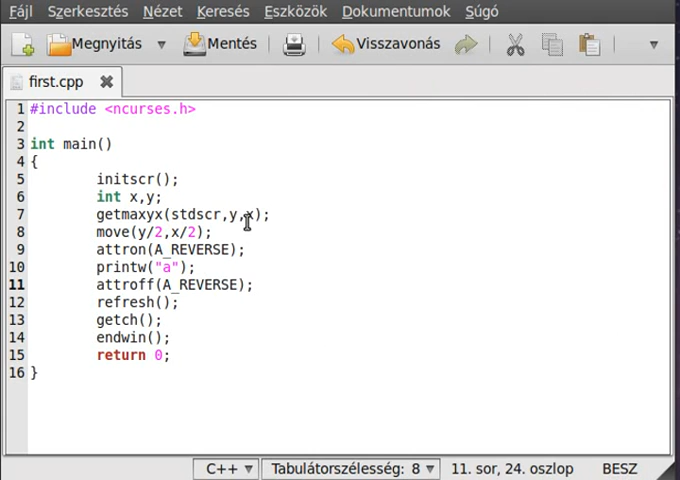 Fájl Szerkesztés Nézet Keresés Eszközök Dokumentumok Súgó
Megnyitás Mentés Visszavonás
first.cpp
1 #include <ncurses.h>
2
3 int main()
4 {
5 initscr();
6 int x,y;
7 getmaxyx(stdscr,y,x);
8 move(y/2,x/2);
9 attron(A_REVERSE);
10 printw("a");
11 attroff(A_REVERSE);
12 refresh();
13 getch();
14 endwin();
15 return 0;
16 }
C++ Tabulátorszélesség: 8 11. sor, 24. oszlop BESZ